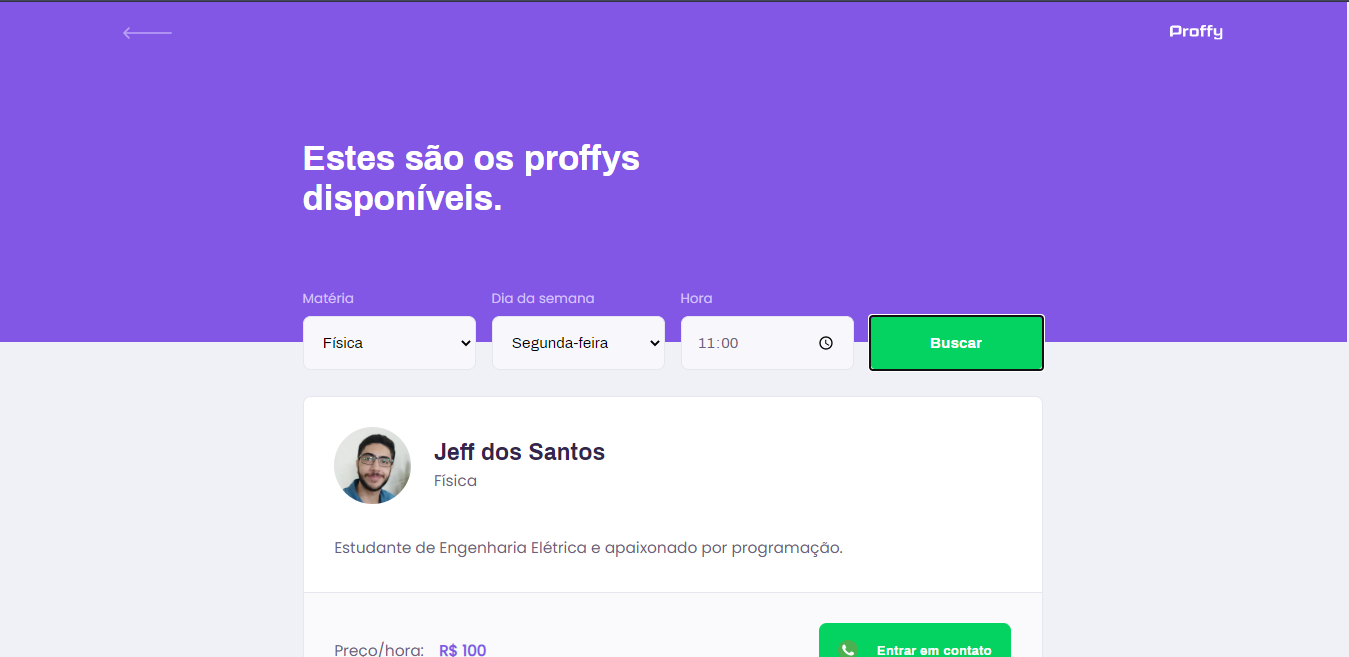 Proffy
Estes são os proffys
disponíveis.
Matéria Dia da semana Hora
Física Segunda-feira 11:00 Buscar
Jeff dos Santos
Física
Estudante de Engenharia Elétrica e apaixonado por programação.
Preço/hora: R$ 100 Entrar em contato